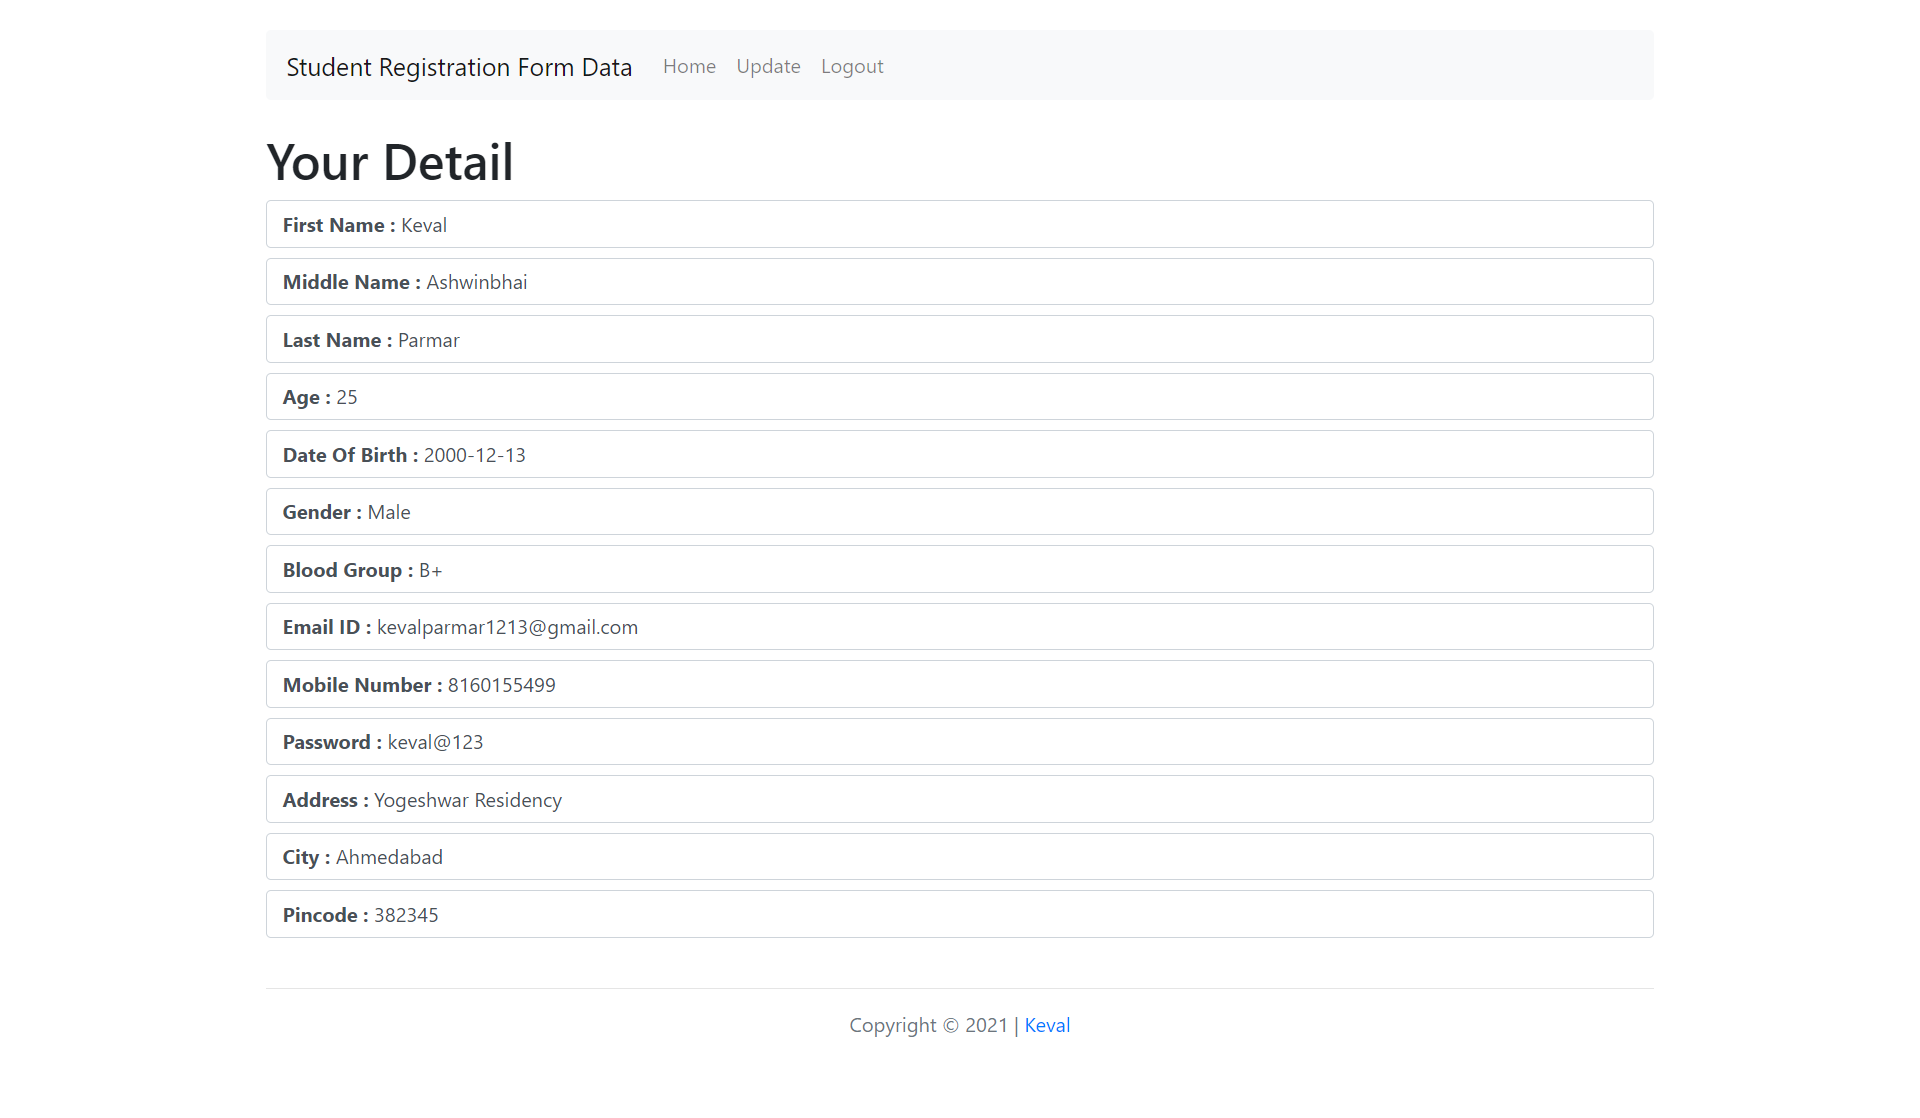 Student Registration Form Data Home Update Logout
Your Detail
First Name : Keval
Middle Name : Ashwinbhai
Last Name : Parmar
Age : 25
Date Of Birth : 2000-12-13
Gender : Male
Blood Group : B+
Email ID : kevalparmar1213@gmail.com
Mobile Number : 8160155499
Password : keval@123
Address : Yogeshwar Residency
City : Ahmedabad
Pincode : 382345
Copyright © 2021 | Keval